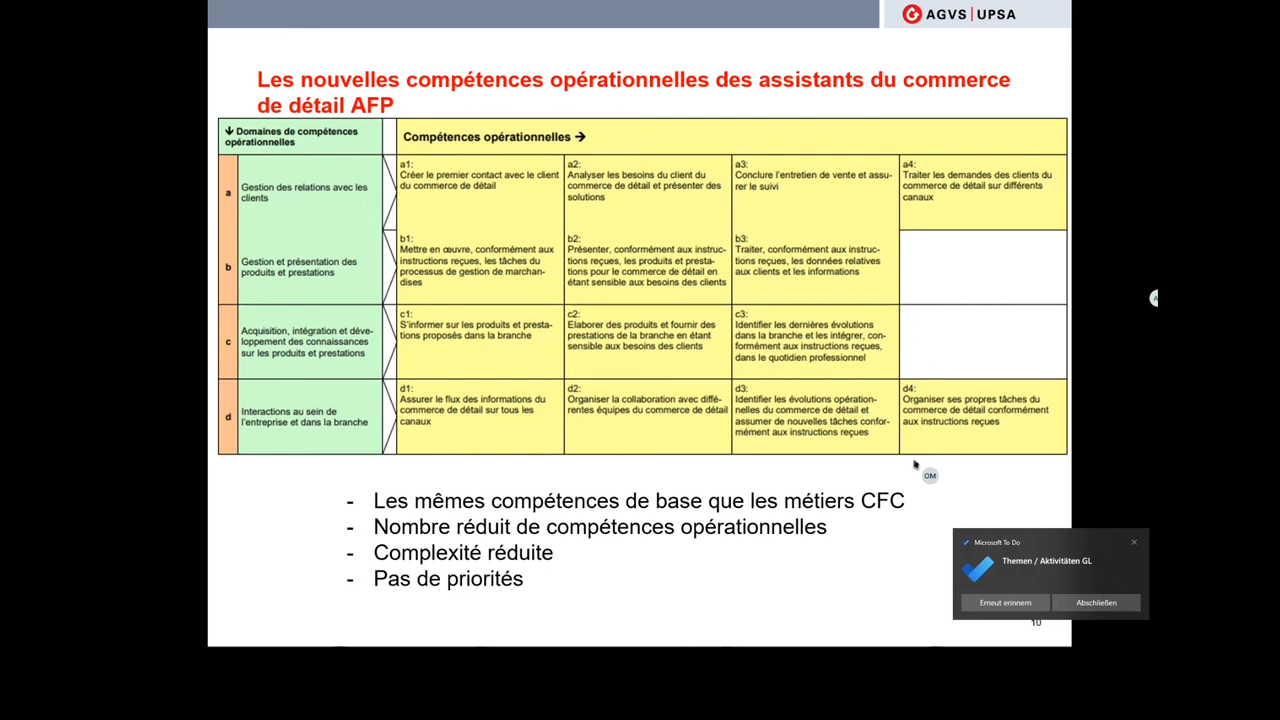 AGVS | UPSA
Les nouvelles compétences opérationnelles des assistants du commerce
de détail AFP
↓ Domaines de compétences
opérationnelles
Compétences opérationnelles →
a
Gestion des relations avec les
clients
a1:
Créer le premier contact avec le client
du commerce de détail
a2:
Analyser les besoins du client du
commerce de détail et présenter des
solutions
a3:
Conclure l'entretien de vente et assu-
rer le suivi
a4:
Traiter les demandes des clients du
commerce de détail sur différents
canaux
b
Gestion et présentation des
produits et prestations
b1:
Mettre en œuvre, conformément aux
instructions reçues, les tâches du
processus de gestion de marchan-
dises
b2:
Présenter, conformément aux instruc-
tions reçues, les produits et presta-
tions pour le commerce de détail en
étant sensible aux besoins des clients
b3:
Traiter, conformément aux instruc-
tions reçues, les données relatives
aux clients et les informations
c
Acquisition, intégration et déve-
loppement des connaissances
sur les produits et prestations
c1:
S'informer sur les produits et presta-
tions proposés dans la branche
c2:
Elaborer des produits et fournir des
prestations de la branche en étant
sensible aux besoins des clients
c3:
Identifier les dernières évolutions
dans la branche et les intégrer, con-
formément aux instructions reçues,
dans le quotidien professionnel
d
Interactions au sein de
l'entreprise et dans la branche
d1:
Assurer le flux des informations du
commerce de détail sur tous les
canaux
d2:
Organiser la collaboration avec diffé-
rentes équipes du commerce de détail
d3:
Identifier les évolutions opération-
nelles du commerce de détail et
assumer de nouvelles tâches confor-
mément aux instructions reçues
d4:
Organiser ses propres tâches du
commerce de détail conformément
aux instructions reçues
OM
- Les mêmes compétences de base que les métiers CFC
- Nombre réduit de compétences opérationnelles
- Complexité réduite
- Pas de priorités
Microsoft To Do
Themen / Aktivitäten GL
Erneut erinnern
Abschließen
10